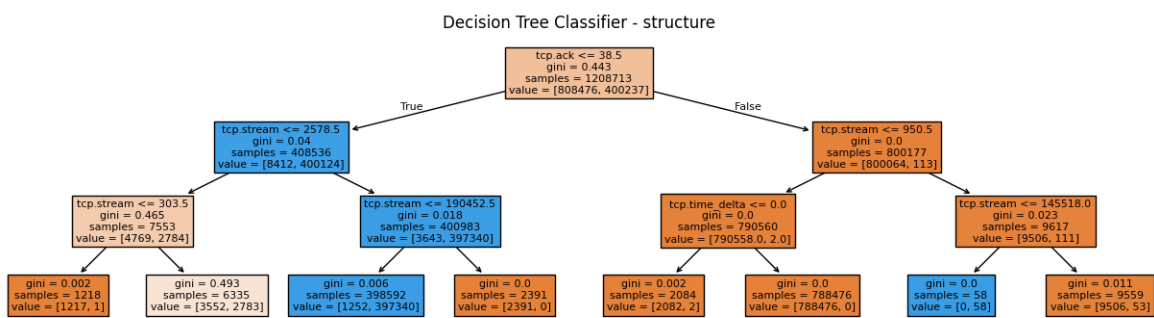 Decision Tree Classifier - structure
tcp.ack <= 38.5
gini = 0.443
samples = 1208713
value = [808476, 400237]
True
False
tcp.stream <= 2578.5
gini = 0.04
samples = 408536
value = [8412, 400124]
tcp.stream <= 950.5
gini = 0.0
samples = 800177
value = [800064, 113]
tcp.stream <= 303.5
gini = 0.465
samples = 7553
value = [4769, 2784]
tcp.stream <= 190452.5
gini = 0.018
samples = 400983
value = [3643, 397340]
tcp.time_delta <= 0.0
gini = 0.0
samples = 790560
value = [790558.0, 2.0]
tcp.stream <= 145518.0
gini = 0.023
samples = 9617
value = [9506, 111]
gini = 0.002
samples = 1218
value = [1217, 1]
gini = 0.493
samples = 6335
value = [3552, 2783]
gini = 0.006
samples = 398592
value = [1252, 397340]
gini = 0.0
samples = 2391
value = [2391, 0]
gini = 0.002
samples = 2084
value = [2082, 2]
gini = 0.0
samples = 788476
value = [788476, 0]
gini = 0.0
samples = 58
value = [0, 58]
gini = 0.011
samples = 9559
value = [9506, 53]